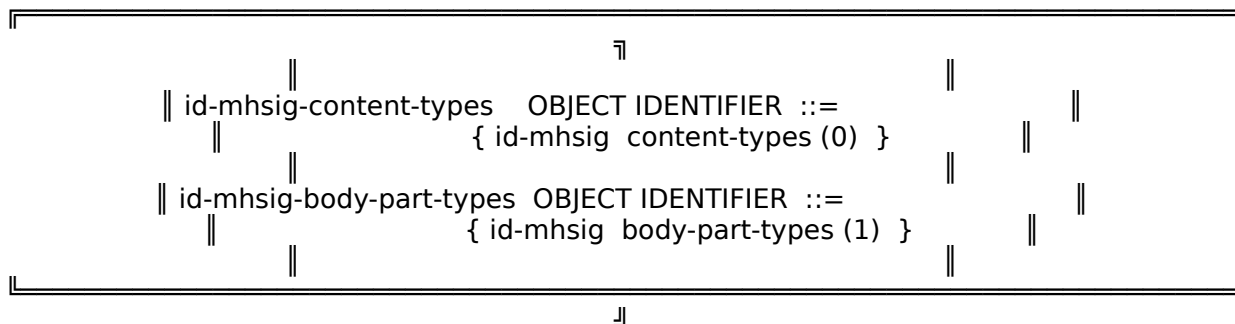 id-mhsig-content-types OBJECT IDENTIFIER ::=
{ id-mhsig content-types (0) }
id-mhsig-body-part-types OBJECT IDENTIFIER ::=
{ id-mhsig body-part-types (1) }